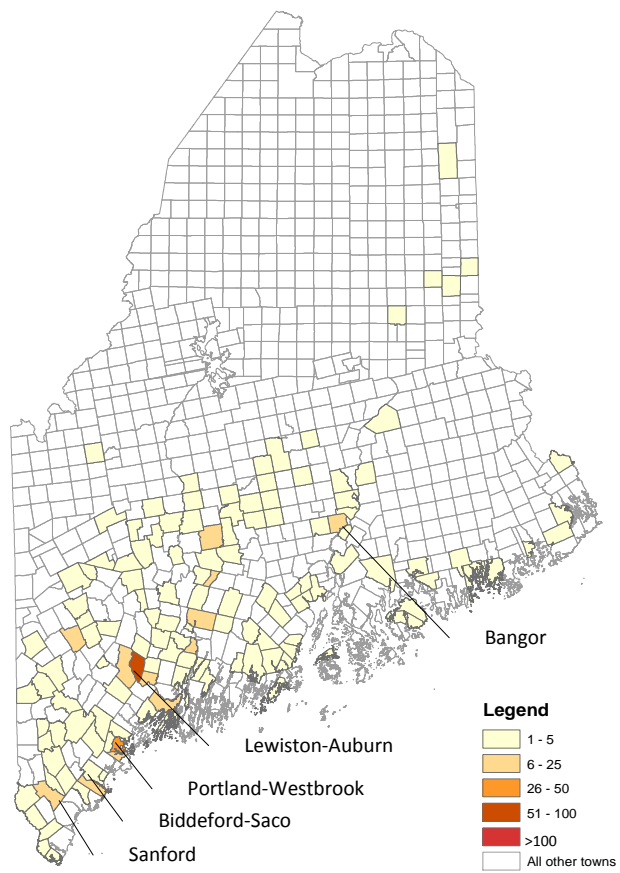 Bangor
Lewiston-Auburn
Portland-Westbrook
Biddeford-Saco
Sanford
Legend
1 - 5
6 - 25
26 - 50
51 - 100
>100
All other towns